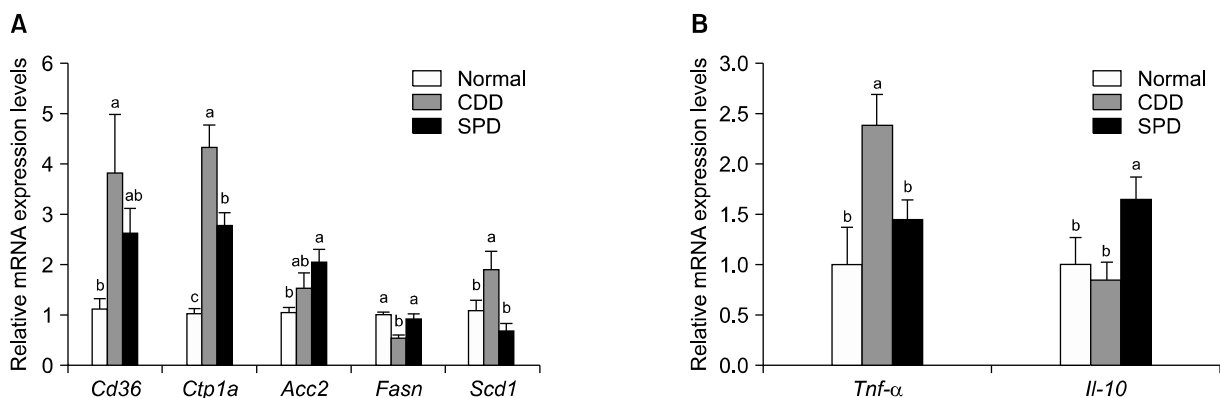 A
Relative mRNA expression levels
6
5
4
3
2
1
0
Normal
CDD
SPD
b
a
ab
c
a
b
b
ab
a
a
b
a
b
a
b
Cd36 Ctp1a Acc2 Fasn Scd1
B
Relative mRNA expression levels
3.0
2.5
2.0
1.5
1.0
0.5
0.0
Normal
CDD
SPD
b
a
b
b
b
a
Tnf-α Il-10